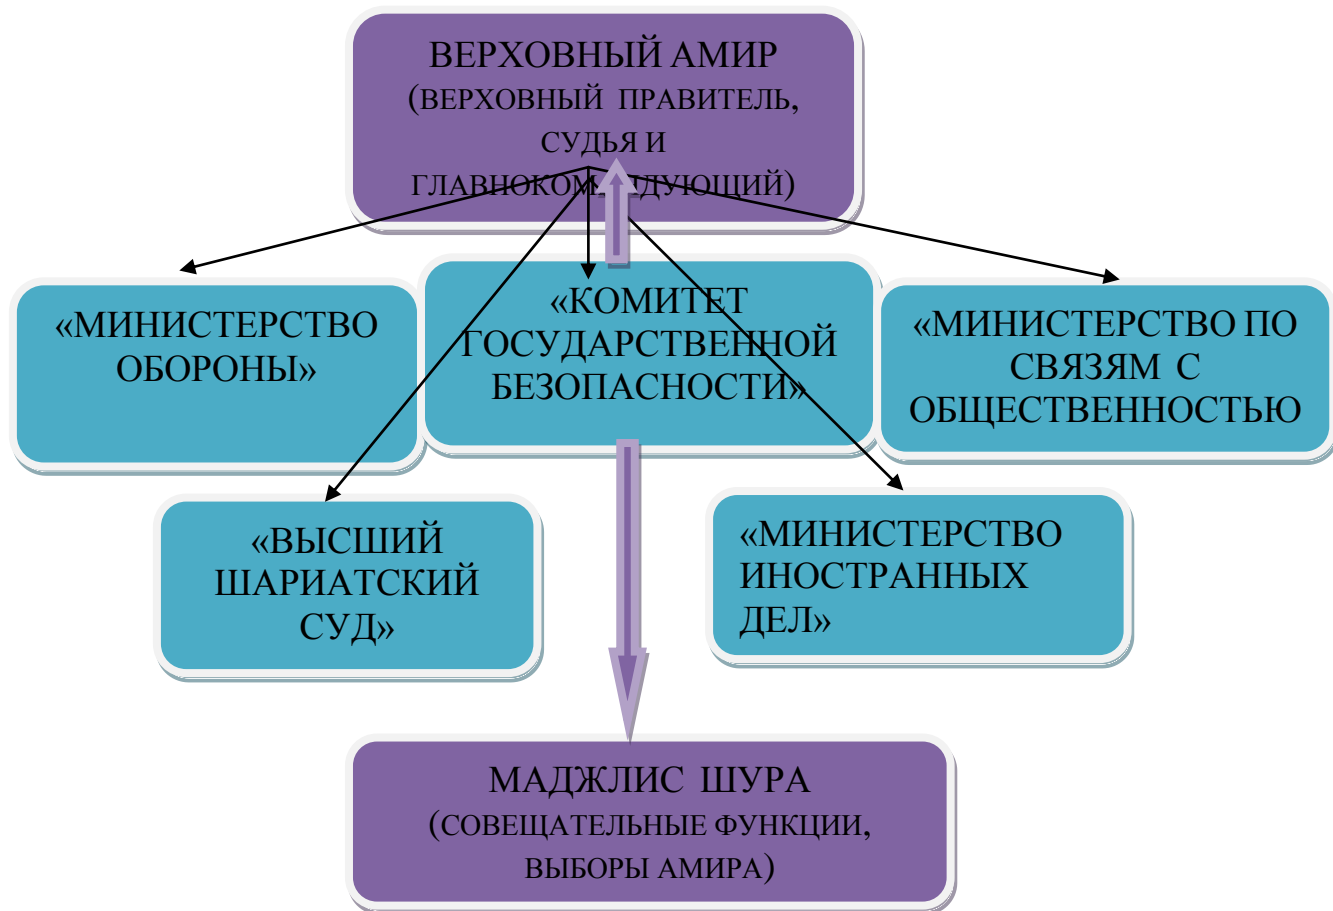 ВЕРХОВНЫЙ АМИР
(ВЕРХОВНЫЙ ПРАВИТЕЛЬ,
СУДЬЯ И
ГЛАВНОКОМАНДУЮЩИЙ)
«МИНИСТЕРСТВО
ОБОРОНЫ»
«КОМИТЕТ
ГОСУДАРСТВЕННОЙ
БЕЗОПАСНОСТИ»
«МИНИСТЕРСТВО ПО
СВЯЗЯМ С
ОБЩЕСТВЕННОСТЬЮ
«ВЫСШИЙ
ШАРИАТСКИЙ
СУД»
«МИНИСТЕРСТВО
ИНОСТРАННЫХ
ДЕЛ»
МАДЖЛИС ШУРА
(СОВЕЩАТЕЛЬНЫЕ ФУНКЦИИ,
ВЫБОРЫ АМИРА)